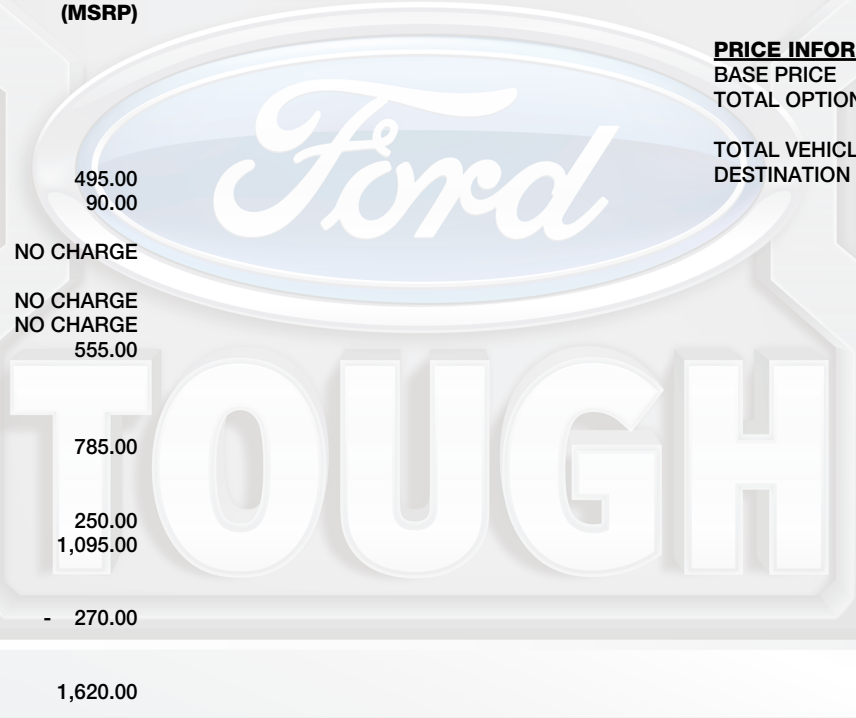 (MSRP)
495.00
90.00
NO CHARGE
NO CHARGE
NO CHARGE
555.00
785.00
250.00
1,095.00
- 270.00
1,620.00
PRICE INFOR
BASE PRICE
TOTAL OPTION
TOTAL VEHICL
DESTINATION
Ford
TOUGH